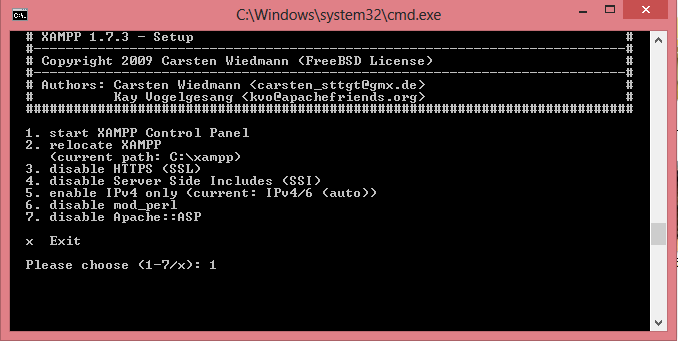 C:\Windows\system32\cmd.exe
# XAMPP 1.7.3 - Setup #
#---------------------------------------------------------------------------#
# Copyright 2009 Carsten Wiedmann (FreeBSD License) #
#---------------------------------------------------------------------------#
# Authors: Carsten Wiedmann <carsten_sttgt@gmx.de> #
# Kay Vogelgesang <kvo@apachefriends.org> #
#############################################################################
1. start XAMPP Control Panel
2. relocate XAMPP
(current path: C:\xampp)
3. disable HTTPS (SSL)
4. disable Server Side Includes (SSI)
5. enable IPv4 only (current: IPv4/6 (auto))
6. disable mod_perl
7. disable Apache::ASP
x Exit
Please choose (1-7/x): 1